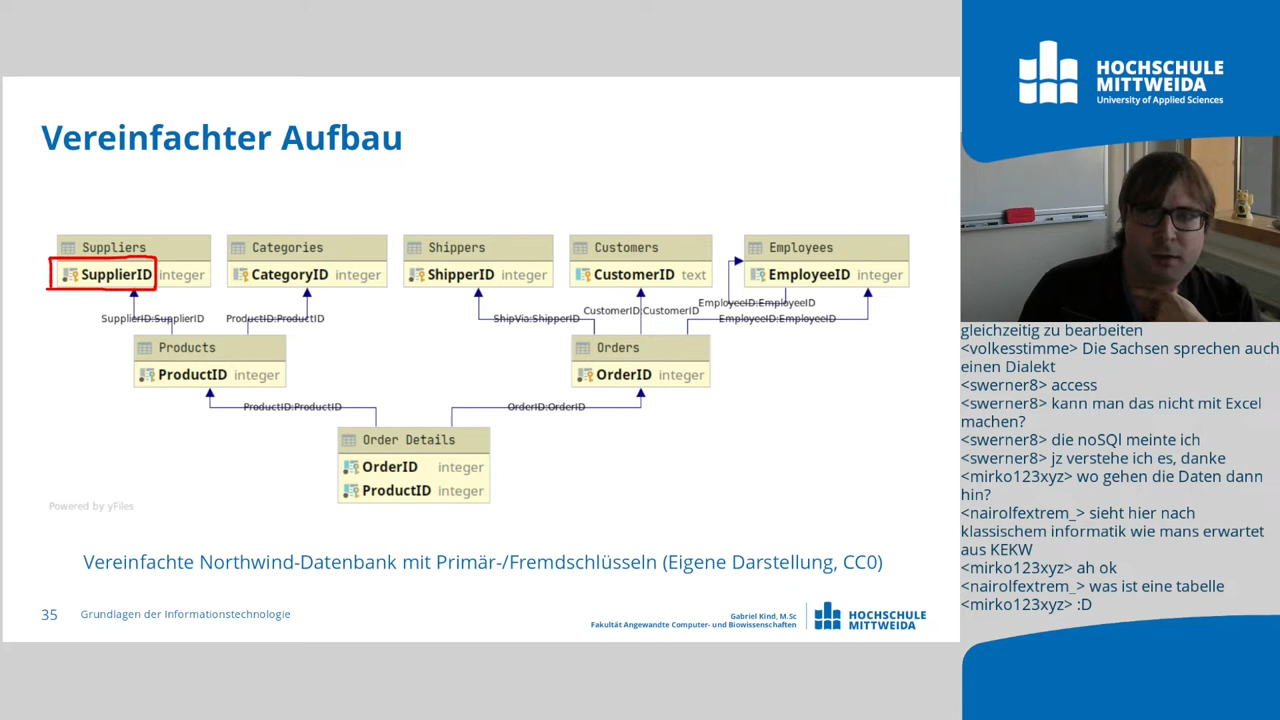 Vereinfachter Aufbau
Suppliers
SupplierID integer
Categories
CategoryID integer
Shippers
ShipperID integer
Customers
CustomerID text
Employees
EmployeeID integer
SupplierID:SupplierID
ProductID:ProductID
ShipVia:ShipperID
CustomerID:CustomerID
EmployeeID:EmployeeID
EmployeeID:EmployeeID
Products
ProductID integer
Orders
OrderID integer
ProductID:ProductID
OrderID:OrderID
Order Details
OrderID integer
ProductID integer
Powered by yFiles
Vereinfachte Northwind-Datenbank mit Primär-/Fremdschlüsseln (Eigene Darstellung, CC0)
35 Grundlagen der Informationstechnologie
Gabriel Kind, M.Sc
Fakultät Angewandte Computer- und Biowissenschaften
HOCHSCHULE
MITTWEIDA
HOCHSCHULE
MITTWEIDA
University of Applied Sciences
gleichzeitig zu bearbeiten
<volkesstimme> Die Sachsen sprechen auch
einen Dialekt
<swerner8> access
<swerner8> kann man das nicht mit Excel
machen?
<swerner8> die noSQl meinte ich
<swerner8> jz verstehe ich es, danke
<mirko123xyz> wo gehen die Daten dann
hin?
<nairolfextrem_> sieht hier nach
klassischem informatik wie mans erwartet
aus KEKW
<mirko123xyz> ah ok
<nairolfextrem_> was ist eine tabelle
<mirko123xyz> :D